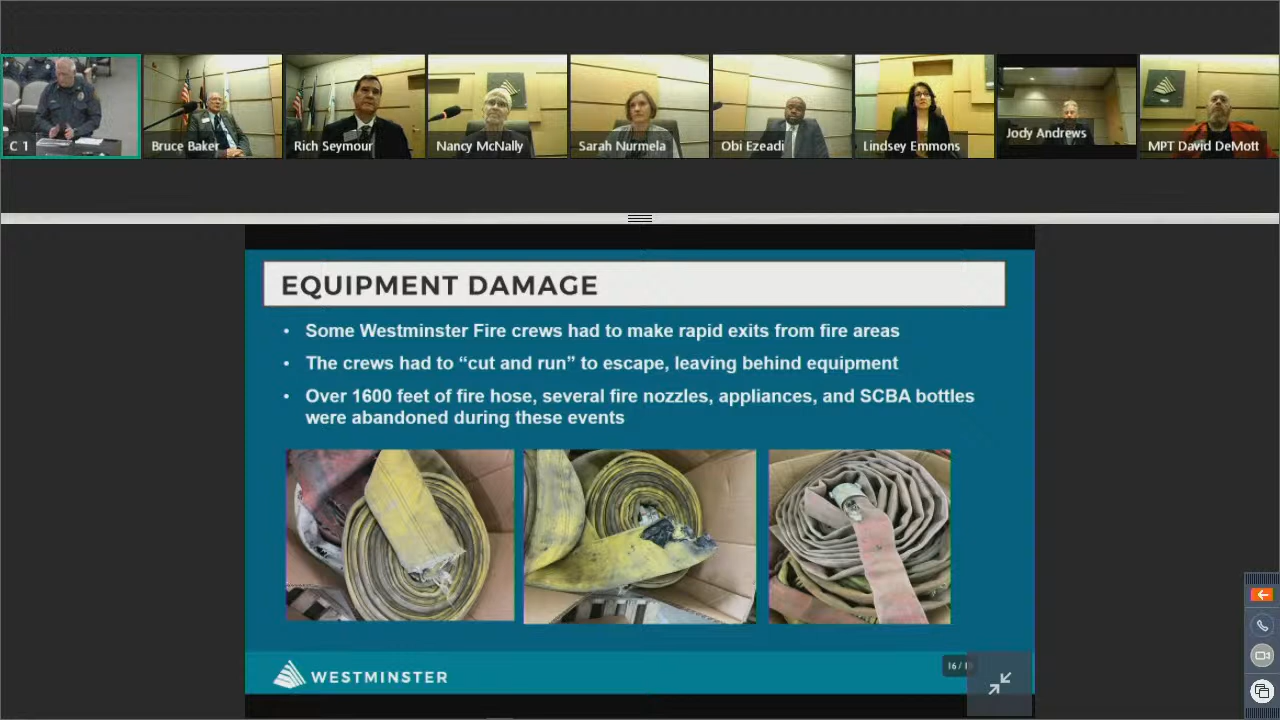 C 1
Bruce Baker
Rich Seymour
Nancy McNally
Sarah Nurmela
Obi Ezeadi
Lindsey Emmons
Jody Andrews
MPT David DeMott
EQUIPMENT DAMAGE
• Some Westminster Fire crews had to make rapid exits from fire areas
• The crews had to “cut and run” to escape, leaving behind equipment
• Over 1600 feet of fire hose, several fire nozzles, appliances, and SCBA bottles
were abandoned during these events
WESTMINSTER
16 /